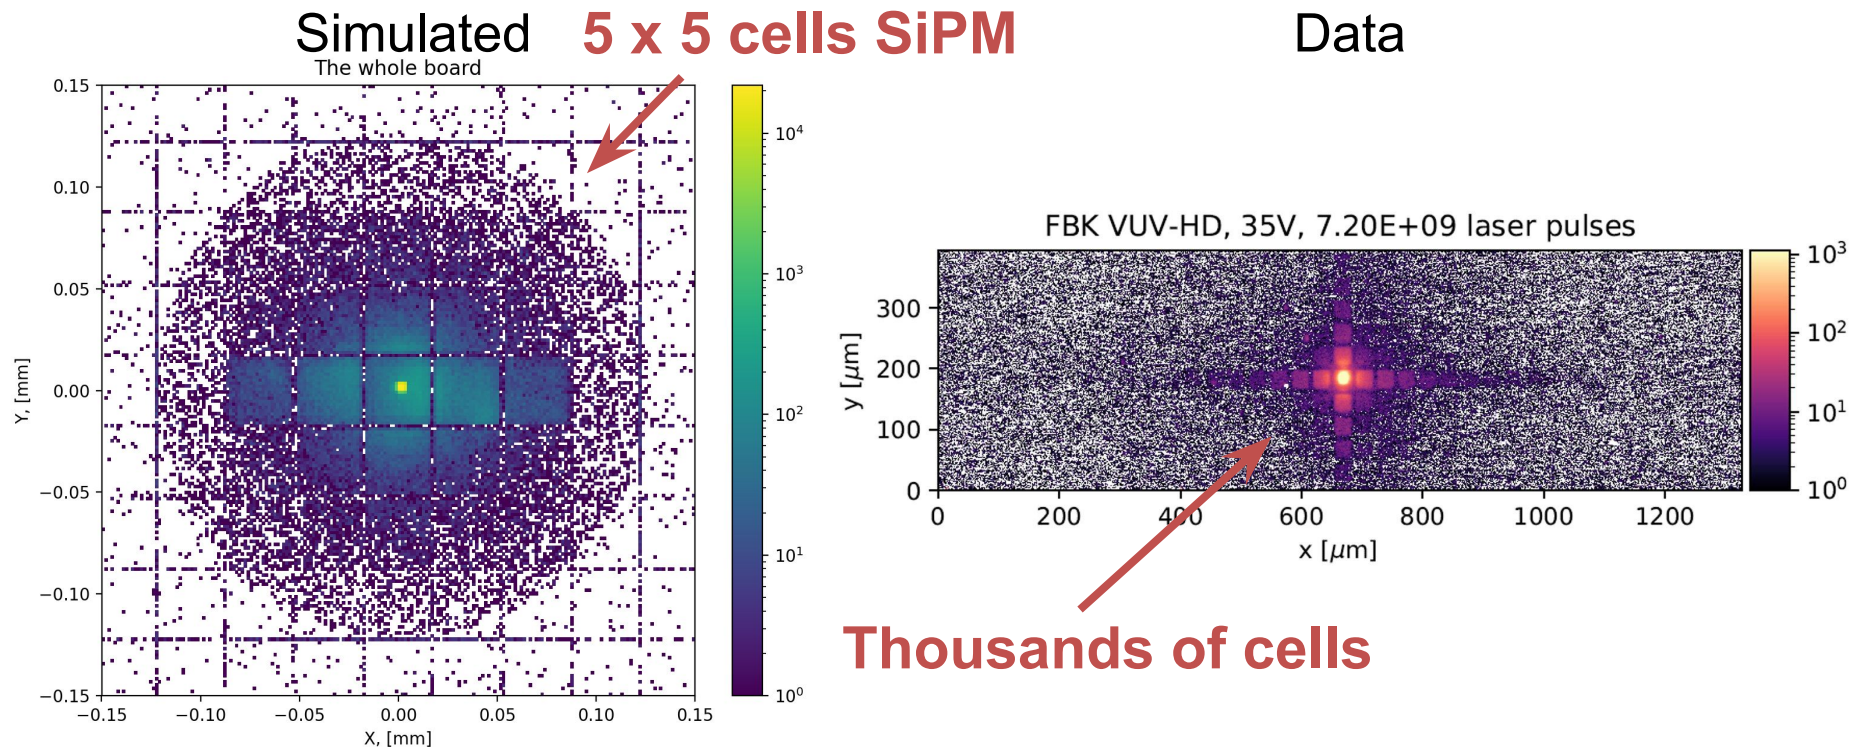 Simulated
5 x 5 cells SiPM
Data
The whole board
0.15
0.10
0.05
0.00
−0.05
−0.10
−0.15
Y, [mm]
−0.15 −0.10 −0.05 0.00 0.05 0.10 0.15
X, [mm]
10⁴
10³
10²
10¹
10⁰
FBK VUV-HD, 35V, 7.20E+09 laser pulses
300
200
100
0
y [μm]
0 200 400 600 800 1000 1200
x [μm]
10³
10²
10¹
10⁰
Thousands of cells